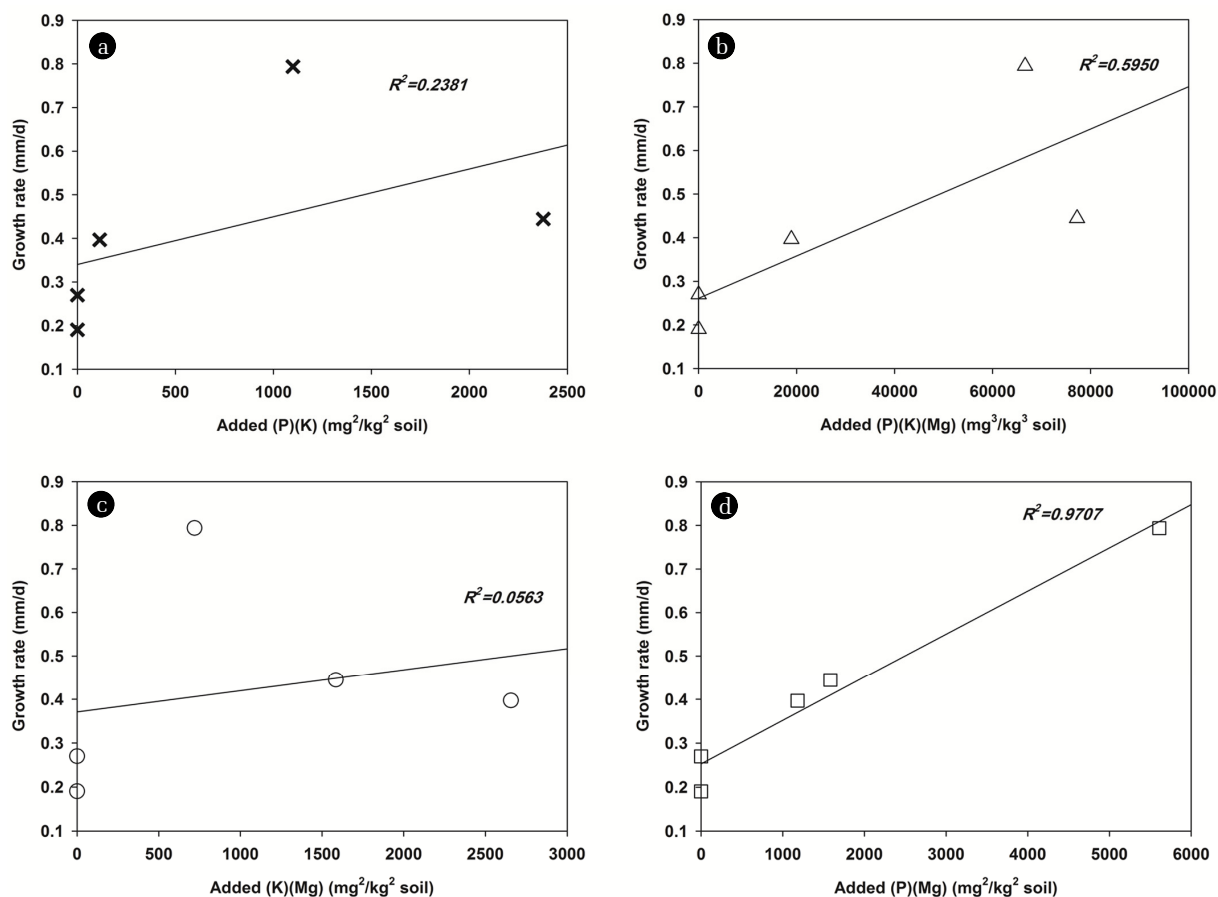 a
R²=0.2381
Growth rate (mm/d)
0.9
0.8
0.7
0.6
0.5
0.4
0.3
0.2
0.1
0 500 1000 1500 2000 2500
Added (P)(K) (mg²/kg² soil)
b
R²=0.5950
Growth rate (mm/d)
0.9
0.8
0.7
0.6
0.5
0.4
0.3
0.2
0.1
0 20000 40000 60000 80000 100000
Added (P)(K)(Mg) (mg³/kg³ soil)
c
R²=0.0563
Growth rate (mm/d)
0.9
0.8
0.7
0.6
0.5
0.4
0.3
0.2
0.1
0 500 1000 1500 2000 2500 3000
Added (K)(Mg) (mg²/kg² soil)
d
R²=0.9707
Growth rate (mm/d)
0.9
0.8
0.7
0.6
0.5
0.4
0.3
0.2
0.1
0 1000 2000 3000 4000 5000 6000
Added (P)(Mg) (mg²/kg² soil)